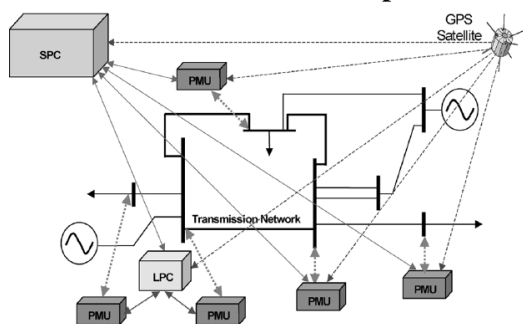 GPS
Satellite
SPC
PMU
Transmission Network
LPC
PMU
PMU
PMU
PMU